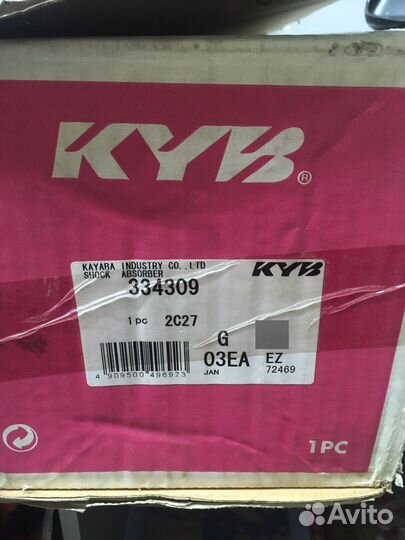 KYB®
KAYABA INDUSTRY CO.,LTD
SHOCK ABSORBER
KYB
334309
1pc 2C27
G
03EA EZ
4 909500 496923 JAN 72469
1PC
Avito